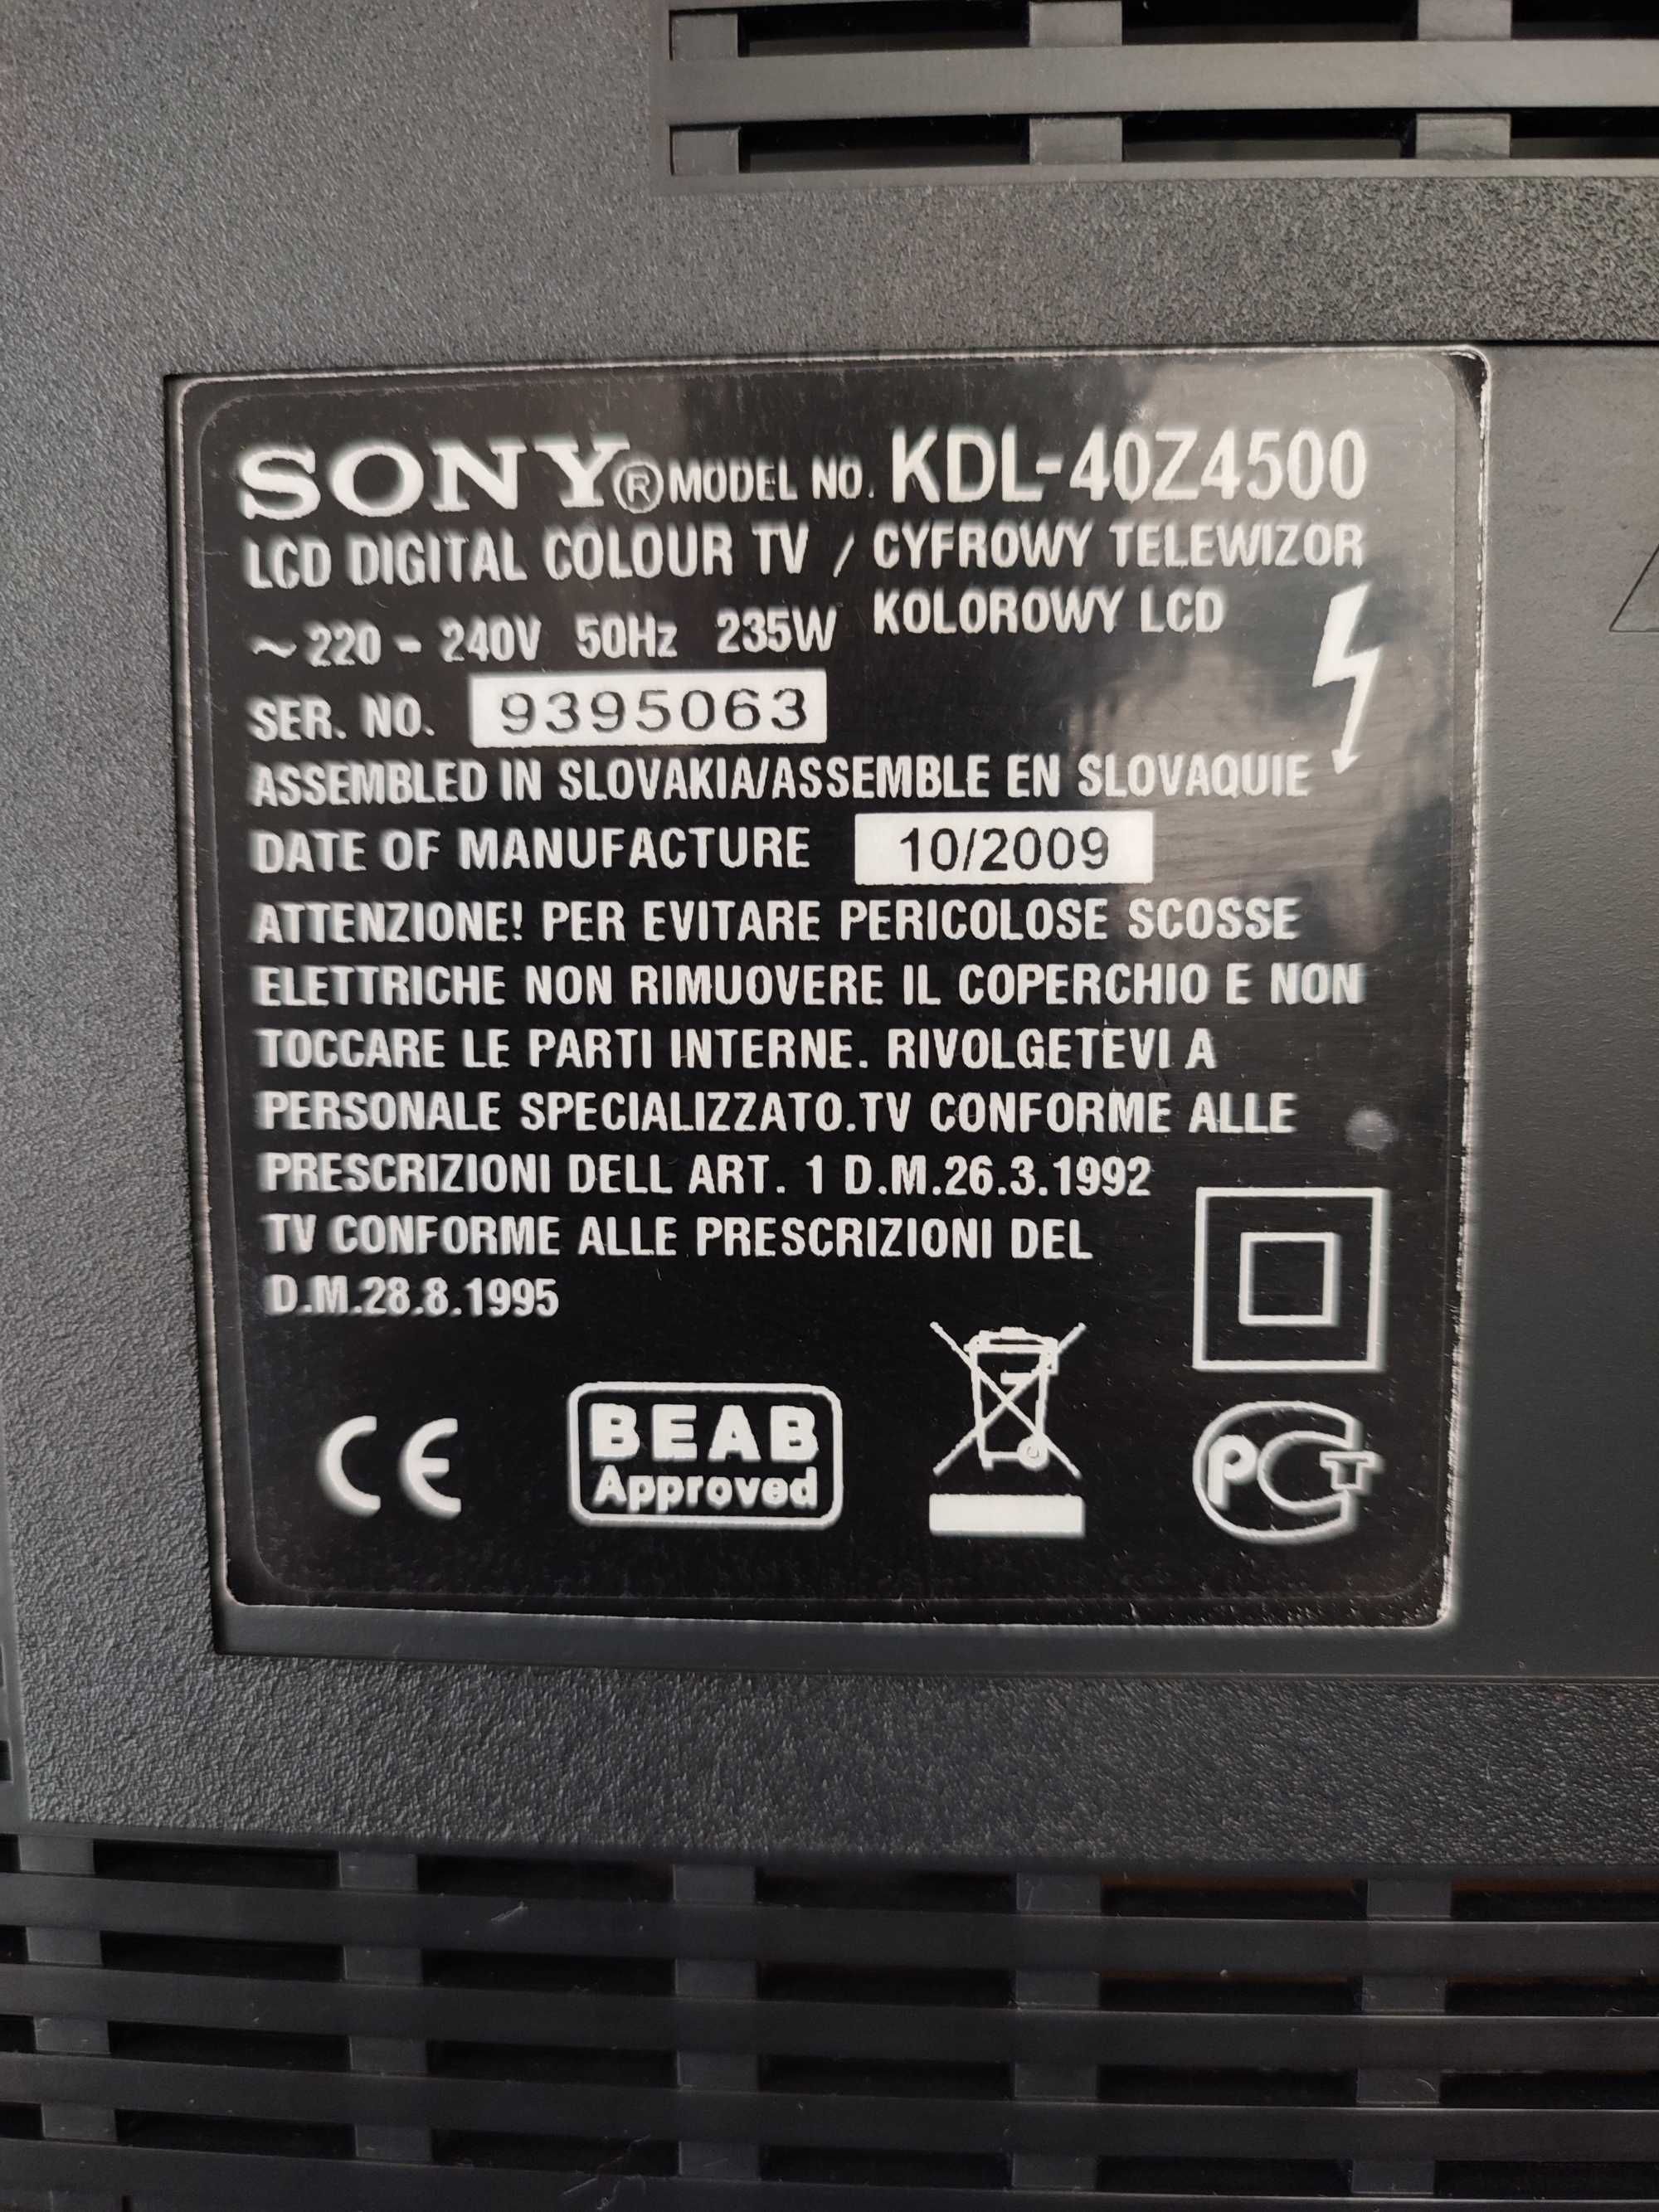 SONY® MODEL NO. KDL-40Z4500
LCD DIGITAL COLOUR TV / CYFROWY TELEWIZOR
KOLOROWY LCD
~ 220 - 240V 50Hz 235W
SER. NO. 9395063
ASSEMBLED IN SLOVAKIA/ASSEMBLE EN SLOVAQUIE
DATE OF MANUFACTURE 10/2009
ATTENZIONE! PER EVITARE PERICOLOSE SCOSSE
ELETTRICHE NON RIMUOVERE IL COPERCHIO E NON
TOCCARE LE PARTI INTERNE. RIVOLGETEVI A
PERSONALE SPECIALIZZATO.TV CONFORME ALLE
PRESCRIZIONI DELL ART. 1 D.M.26.3.1992
TV CONFORME ALLE PRESCRIZIONI DEL
D.M.28.8.1995
CE
BEAB
Approved
PCT